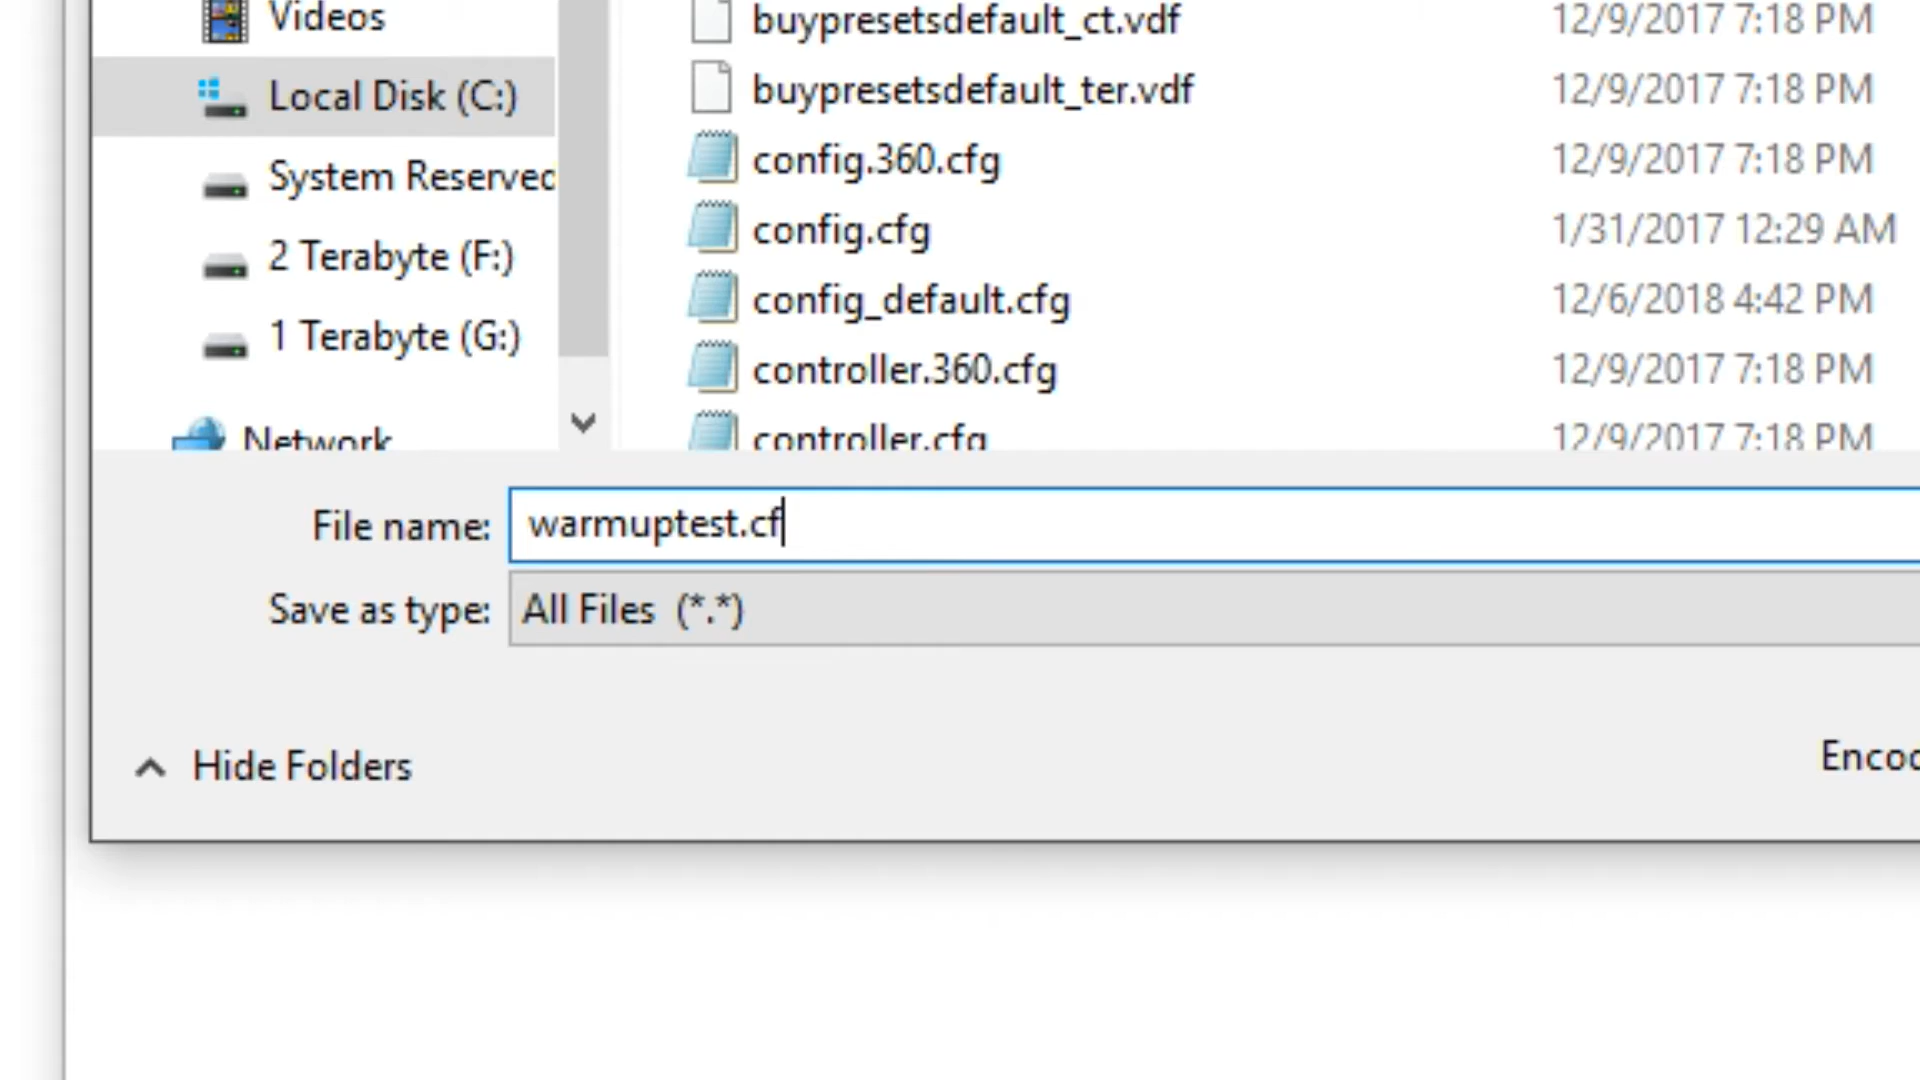 Videos
Local Disk (C:)
System Reserved
2 Terabyte (F:)
1 Terabyte (G:)
Network
buypresetsdefault_ct.vdf 12/9/2017 7:18 PM
buypresetsdefault_ter.vdf 12/9/2017 7:18 PM
config.360.cfg 12/9/2017 7:18 PM
config.cfg 1/31/2017 12:29 AM
config_default.cfg 12/6/2018 4:42 PM
controller.360.cfg 12/9/2017 7:18 PM
controller.cfg 12/9/2017 7:18 PM
File name: warmuptest.cf
Save as type: All Files (*.*)
Hide Folders
Encod